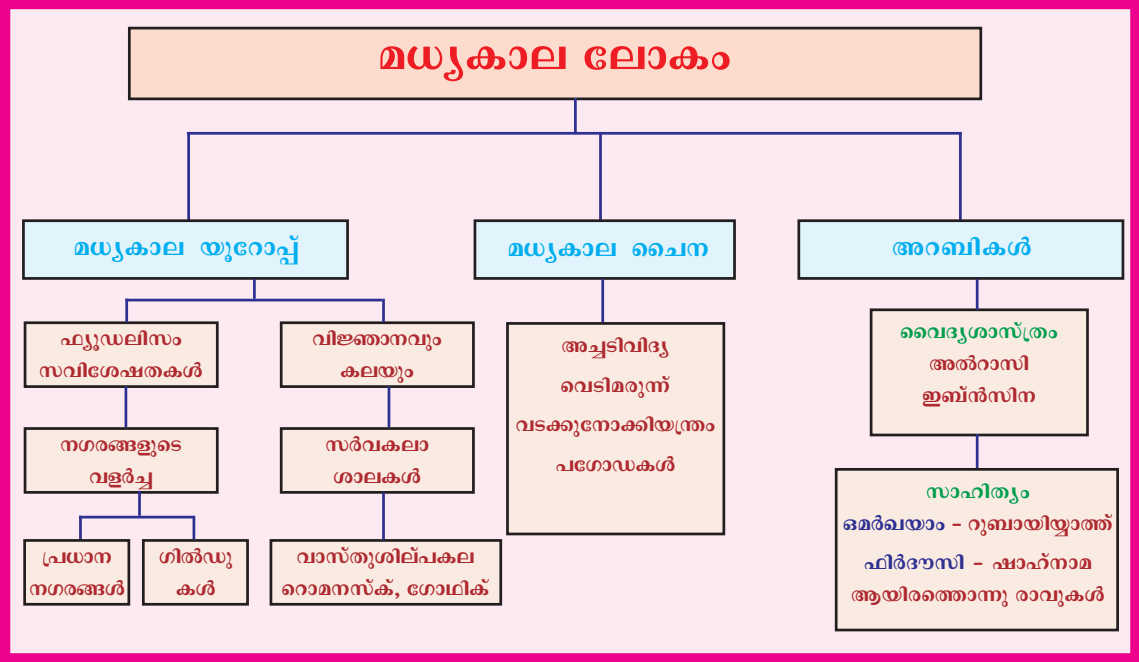 മധ്യകാല ലോകം
മധ്യകാല യൂറോപ്പ്
ഫ്യൂഡലിസം
സവിശേഷതകൾ
നഗരങ്ങളുടെ
വളർച്ച
പ്രധാന
നഗരങ്ങൾ
ഗിൽഡു
കൾ
വിജ്ഞാനവും
കലയും
സർവകലാ
ശാലകൾ
വാസ്തുശില്പകല
റൊമനസ്ക്, ഗോഥിക്
മധ്യകാല ചൈന
അച്ചടിവിദ്യ
വെടിമരുന്ന്
വടക്കുനോക്കിയന്ത്രം
പഗോഡകൾ
അറബികൾ
വൈദ്യശാസ്ത്രം
അൽറാസി
ഇബ്ൻസിന
സാഹിത്യം
ഒമർഖയാം - റുബായിയ്യാത്ത്
ഫിർദൗസി - ഷാഹ്നാമ
ആയിരത്തൊന്നു രാവുകൾ